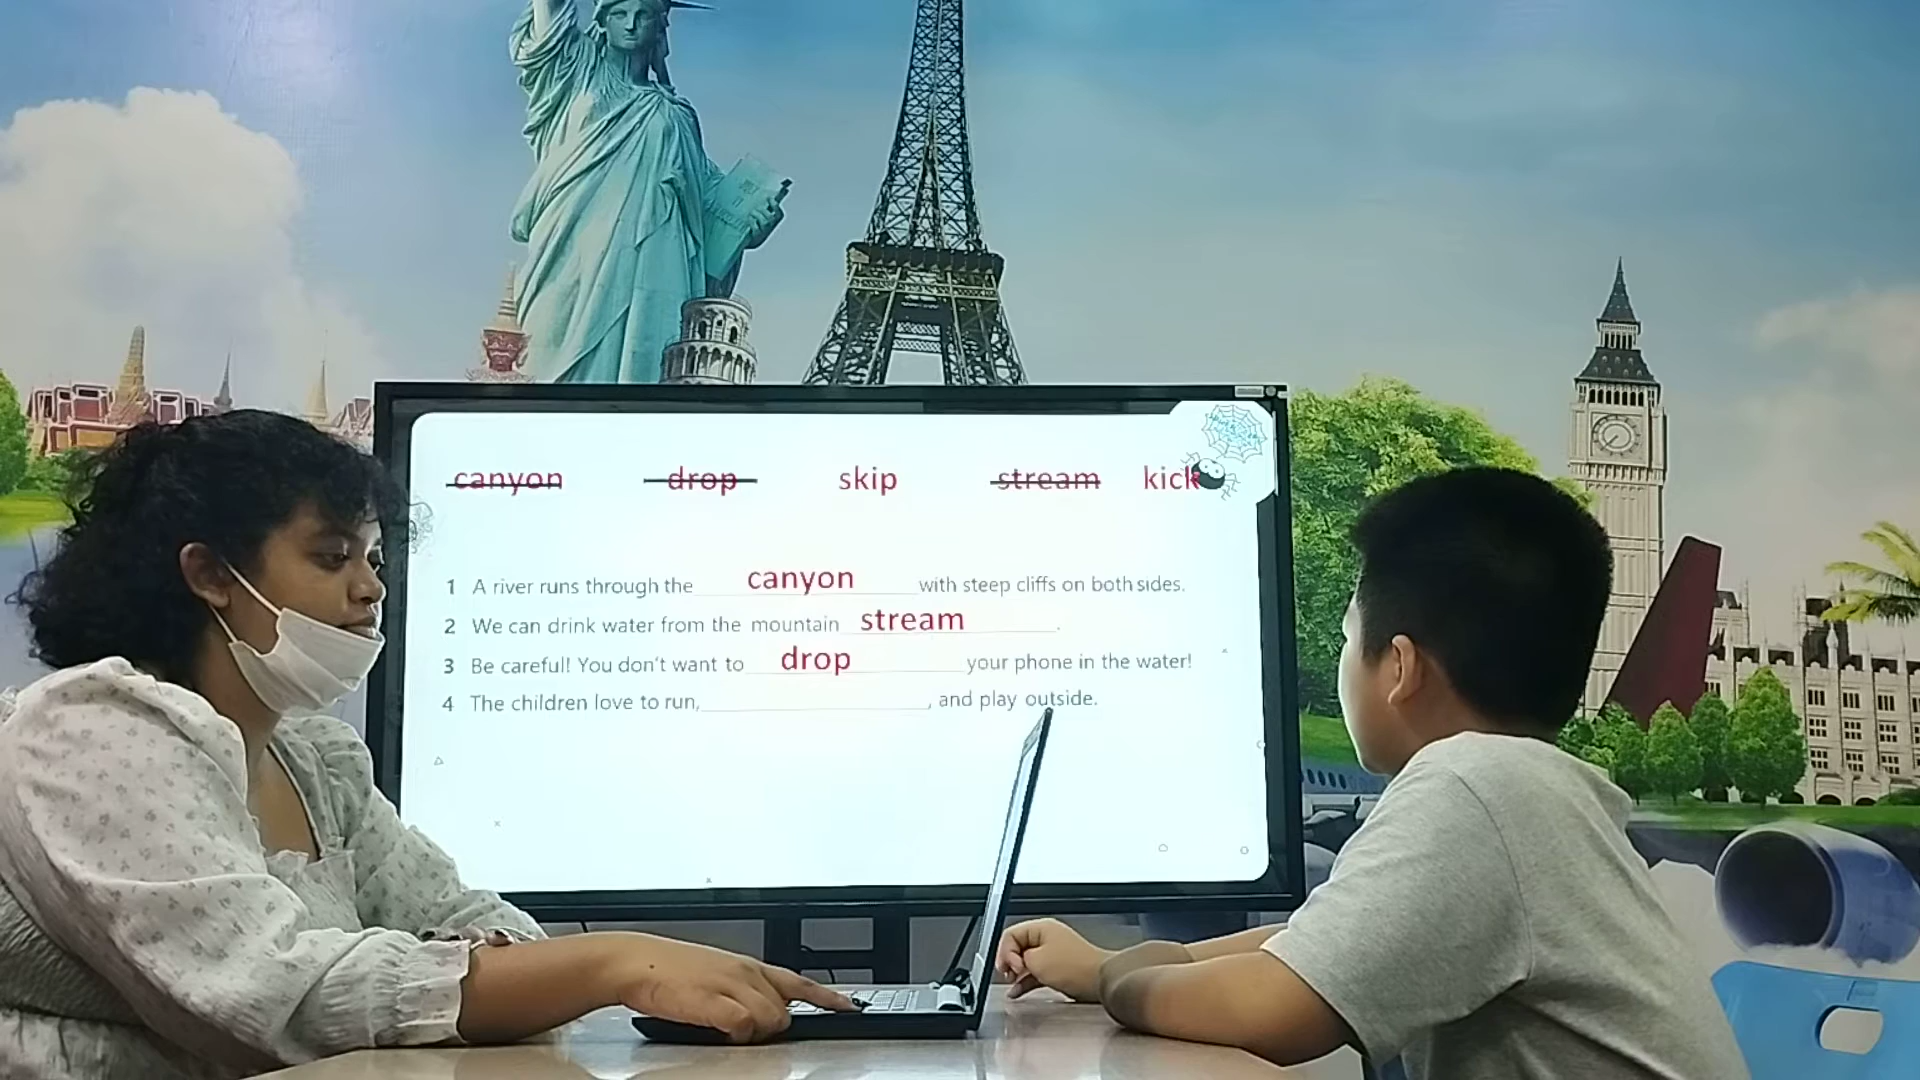 canyon drop skip stream kick
1 A river runs through the canyon with steep cliffs on both sides.
2 We can drink water from the mountain stream.
3 Be careful! You don't want to drop your phone in the water!
4 The children love to run, , and play outside.